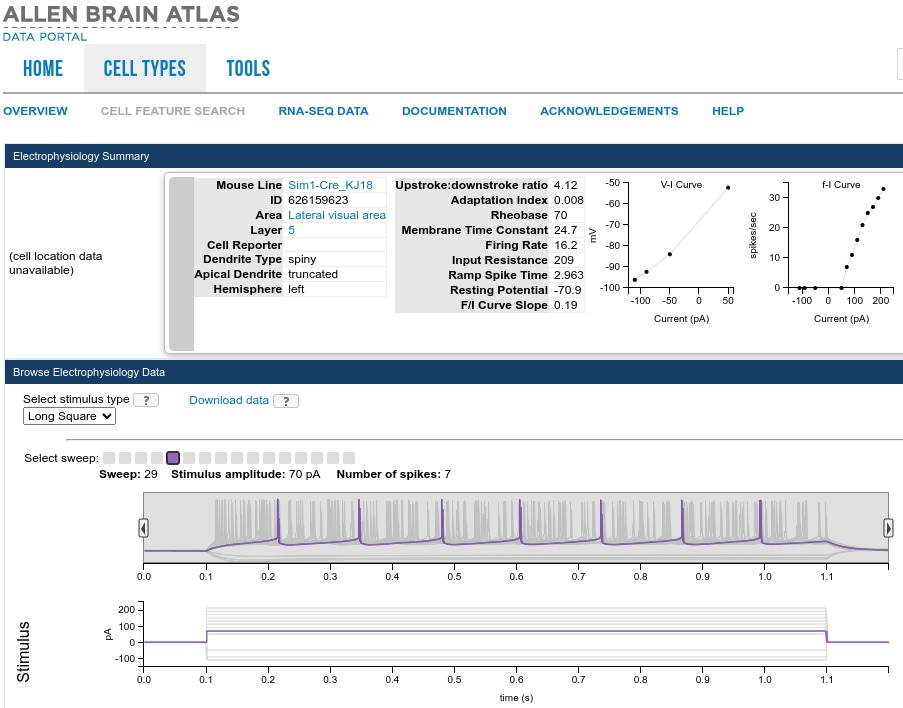 ALLEN BRAIN ATLAS
DATA PORTAL
HOME CELL TYPES TOOLS
OVERVIEW CELL FEATURE SEARCH RNA-SEQ DATA DOCUMENTATION ACKNOWLEDGEMENTS HELP
Electrophysiology Summary
(cell location data
unavailable)
Mouse Line Sim1-Cre_KJ18
ID 626159623
Area Lateral visual area
Layer 5
Cell Reporter
Dendrite Type spiny
Apical Dendrite truncated
Hemisphere left
Upstroke:downstroke ratio 4.12
Adaptation Index 0.008
Rheobase 70
Membrane Time Constant 24.7
Firing Rate 16.2
Input Resistance 209
Ramp Spike Time 2.963
Resting Potential -70.9
F/I Curve Slope 0.19
V-I Curve
mV
-50
-60
-70
-80
-90
-100
-100 -50 0 50
Current (pA)
f-I Curve
spikes/sec
30
20
10
0
-100 0 100 200
Current (pA)
Browse Electrophysiology Data
Select stimulus type ? Download data ?
Long Square
Select sweep:
Sweep: 29 Stimulus amplitude: 70 pA Number of spikes: 7
0.0 0.1 0.2 0.3 0.4 0.5 0.6 0.7 0.8 0.9 1.0 1.1
Stimulus
pA
200
100
0
-100
0.0 0.1 0.2 0.3 0.4 0.5 0.6 0.7 0.8 0.9 1.0 1.1
time (s)